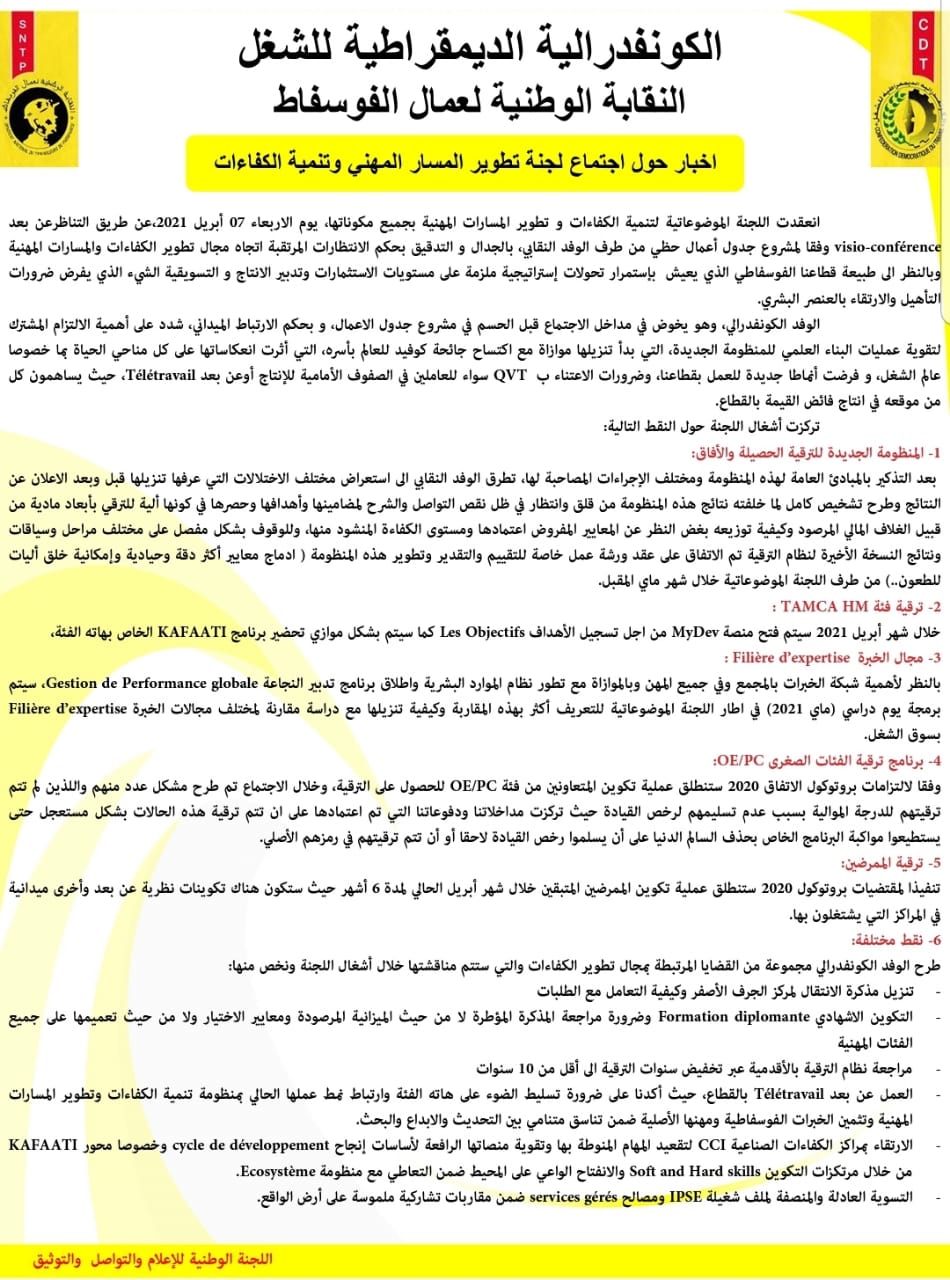 SNTP
CDT
الكونفدرالية الديمقراطية للشغل
النقابة الوطنية لعمال الفوسفاط
اخبار حول اجتماع لجنة تطوير المسار المهني وتنمية الكفاءات
انعقدت اللجنة الموضوعاتية لتنمية الكفاءات و تطوير المسارات المهنية بجميع مكوناتها، يوم الاربعاء 07 أبريل 2021،عن طريق التناظرعن بعد
visio-conférence وفقا لمشروع جدول أعمال حظي من طرف الوفد النقابي، بالجدال و التدقيق بحكم الانتظارات المرتقبة اتجاه مجال تطوير الكفاءات والمسارات المهنية
وبالنظر الى طبيعة قطاعنا الفوسفاطي الذي يعيش بإستمرار تحولات إستراتيجية ملزمة على مستويات الاستثمارات وتدبير الانتاج و التسويقية الشيء الذي يفرض ضرورات
التأهيل والارتقاء بالعنصر البشري.
الوفد الكونفدرالي، وهو يخوض في مداخل الاجتماع قبل الحسم في مشروع جدول الاعمال، و بحكم الارتباط الميداني، شدد على أهمية الالتزام المشترك
لتقوية عمليات البناء العلمي للمنظومة الجديدة، التي بدأ تنزيلها موازاة مع اكتساح جائحة كوفيد للعالم بأسره، التي أثرت انعكاساتها على كل مناحي الحياة بما خصوصا
عالم الشغل، و فرضت أنماطا جديدة للعمل بقطاعنا، وضرورات الاعتناء ب QVT سواء للعاملين في الصفوف الأمامية للإنتاج أوعن بعد Télétravail، حيث يساهمون كل
من موقعه في انتاج فائض القيمة بالقطاع.
تركزت أشغال اللجنة حول النقط التالية:
1- المنظومة الجديدة للترقية الحصيلة والأفاق:
بعد التذكير بالمبادئ العامة لهذه المنظومة ومختلف الإجراءات المصاحبة لها، تطرق الوفد النقابي الى استعراض مختلف الاختلالات التي عرفها تنزيلها قبل وبعد الاعلان عن
النتائج وطرح تشخيص كامل لما خلفته نتائج هذه المنظومة من قلق وانتظار في ظل نقص التواصل والشرح لمضامينها وأهدافها وحصرها في كونها ألية للترقي بأبعاد مادية من
قبيل الغلاف المالي المرصود وكيفية توزيعه بغض النظر عن المعايير المفروض اعتمادها ومستوى الكفاءة المنشود منها، وللوقوف بشكل مفصل على مختلف مراحل وسياقات
ونتائج النسخة الأخيرة لنظام الترقية تم الاتفاق على عقد ورشة عمل خاصة للتقييم والتقدير وتطوير هذه المنظومة ( ادماج معايير أكثر دقة وحيادية وإمكانية خلق أليات
للطعون..) من طرف اللجنة الموضوعاتية خلال شهر ماي المقبل.
2- ترقية فئة TAMCA HM :
خلال شهر أبريل 2021 سيتم فتح منصة MyDev من اجل تسجيل الأهداف Les Objectifs كما سيتم بشكل موازي تحضير برنامج KAFAATI الخاص بهاته الفئة،
3- مجال الخبرة Filière d’expertise :
بالنظر لأهمية شبكة الخبرات بالمجمع وفي جميع المهن وبالموازاة مع تطور نظام الموارد البشرية واطلاق برنامج تدبير النجاعة Gestion de Performance globale، سيتم
برمجة يوم دراسي (ماي 2021) في اطار اللجنة الموضوعاتية للتعريف أكثر بهذه المقاربة وكيفية تنزيلها مع دراسة مقارنة لمختلف مجالات الخبرة Filière d’expertise
بسوق الشغل.
4- برنامج ترقية الفئات الصغرى OE/PC:
وفقا لالتزامات بروتوكول الاتفاق 2020 ستنطلق عملية تكوين المتعاونين من فئة OE/PC للحصول على الترقية، وخلال الاجتماع تم طرح مشكل عدد منهم واللذين لم تتم
ترقيتهم للدرجة الموالية بسبب عدم تسليمهم لرخص القيادة حيث تركزت مداخلاتنا ودفوعاتنا التي تم اعتمادها على ان تتم ترقية هذه الحالات بشكل مستعجل حتى
يستطيعوا مواكبة البرنامج الخاص بحذف السالم الدنيا على أن يسلموا رخص القيادة لاحقا أو أن تتم ترقيتهم في رمزهم الأصلي.
5- ترقية الممرضين:
تنفيذا لمقتضيات بروتوكول 2020 ستنطلق عملية تكوين الممرضين المتبقين خلال شهر أبريل الحالي لمدة 6 أشهر حيث ستكون هناك تكوينات نظرية عن بعد وأخرى ميدانية
في المراكز التي يشتغلون بها.
6- نقط مختلفة:
طرح الوفد الكونفدرالي مجموعة من القضايا المرتبطة بمجال تطوير الكفاءات والتي ستتم مناقشتها خلال أشغال اللجنة ونخص منها:
- تنزيل مذكرة الانتقال لمركز الجرف الأصفر وكيفية التعامل مع الطلبات
- التكوين الاشهادي Formation diplomante وضرورة مراجعة المذكرة المؤطرة لا من حيث الميزانية المرصودة ومعايير الاختيار ولا من حيث تعميمها على جميع
الفئات المهنية
- مراجعة نظام الترقية بالأقدمية عبر تخفيض سنوات الترقية الى أقل من 10 سنوات
- العمل عن بعد Télétravail بالقطاع، حيث أكدنا على ضرورة تسليط الضوء على هاته الفئة وارتباط نمط عملها الحالي بمنظومة تنمية الكفاءات وتطوير المسارات
المهنية وتثمين الخبرات الفوسفاطية ومهنها الأصلية ضمن تناسق متنامي بين التحديث والابداع والبحث.
- الارتقاء بمراكز الكفاءات الصناعية CCI لتقعيد المهام المنوطة بها وتقوية منصاتها الرافعة لأساسات إنجاح cycle de développement وخصوصا محور KAFAATI
من خلال مرتكزات التكوين Soft and Hard skills والانفتاح الواعي على المحيط ضمن التعاطي مع منظومة Ecosystème.
- التسوية العادلة والمنصفة لملف شغيلة IPSE ومصالح services gérés ضمن مقاربات تشاركية ملموسة على أرض الواقع.
اللجنة الوطنية للإعلام والتواصل والتوثيق